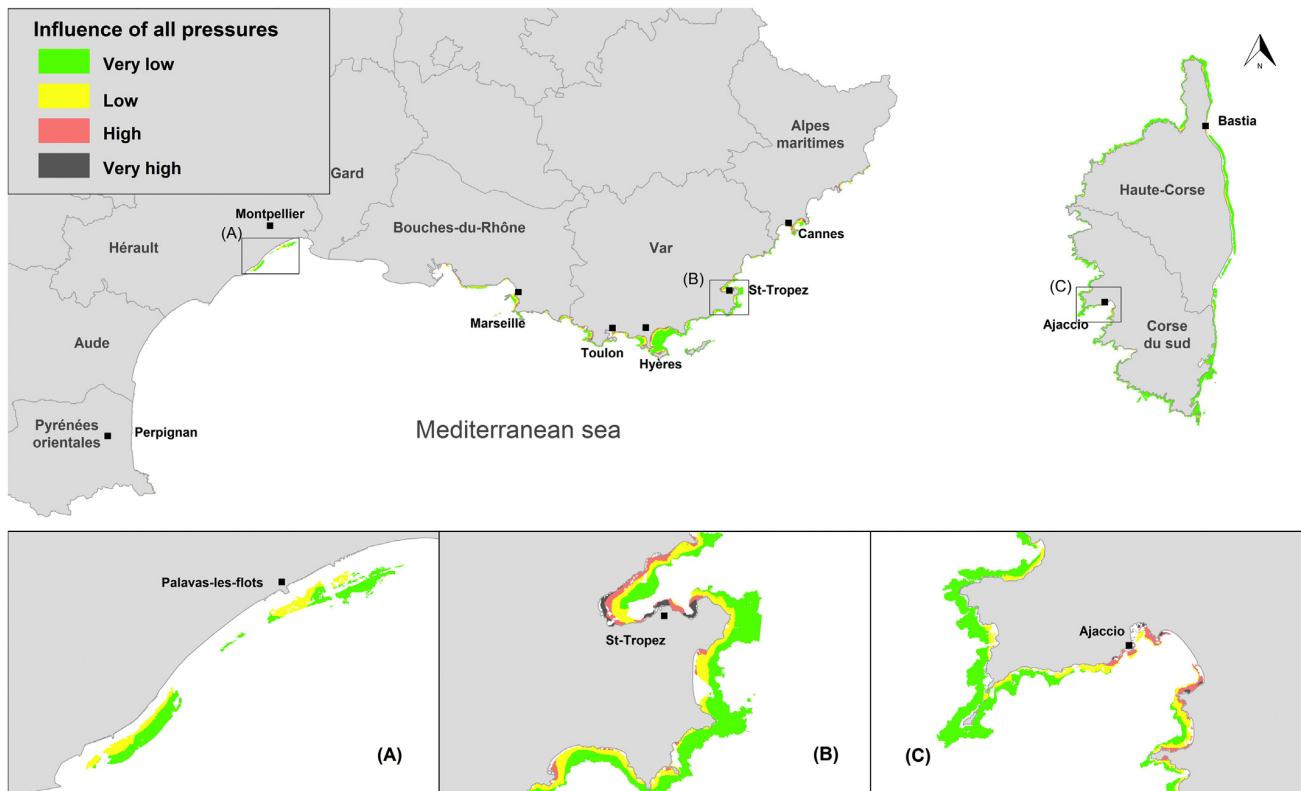 Influence of all pressures
Very low
Low
High
Very high
N
Bastia
Alpes
maritimes
Gard
Haute-Corse
Montpellier
(A)
Bouches-du-Rhône
Var
Cannes
Hérault
(B)
St-Tropez
(C)
Marseille
Ajaccio
Corse
du sud
Aude
Toulon
Hyères
Pyrénées
orientales
Perpignan
Mediterranean sea
Palavas-les-flots
(A)
St-Tropez
(B)
Ajaccio
(C)